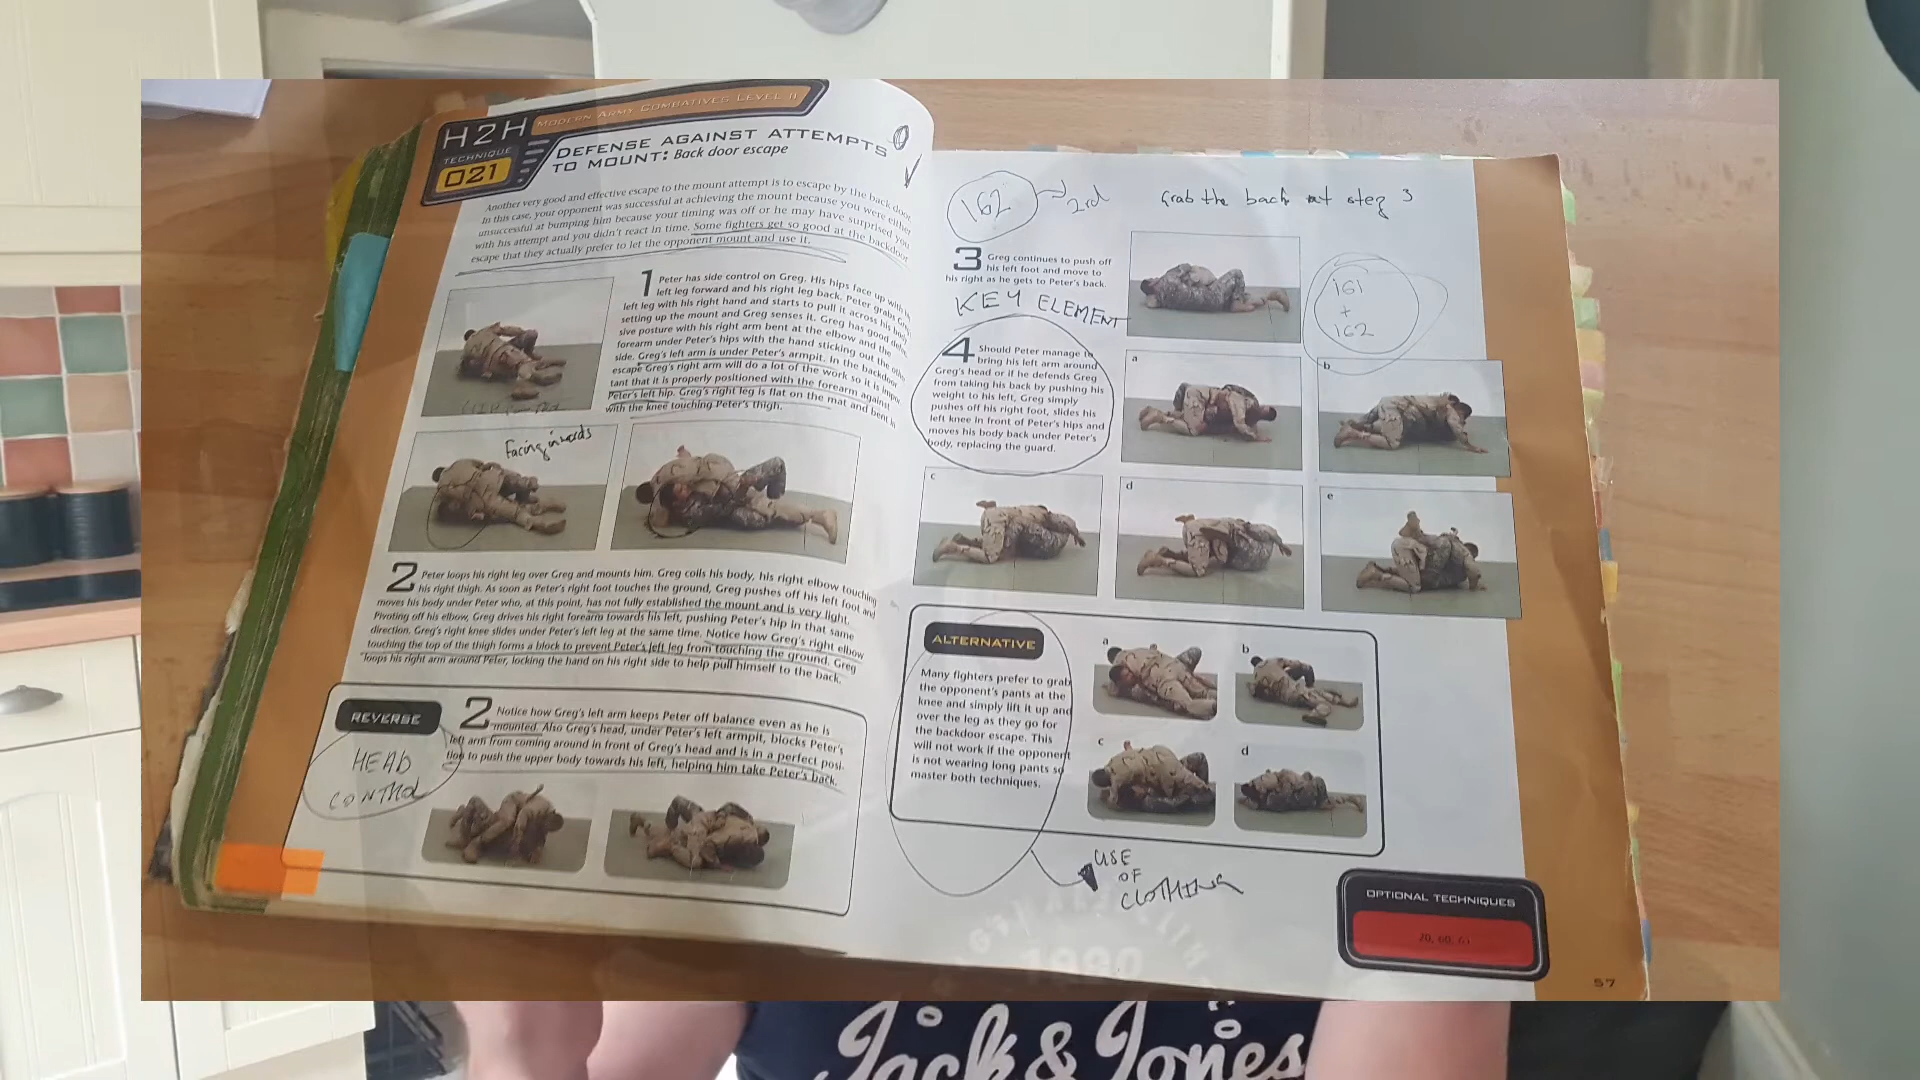 H2H
MODERN ARMY COMBATIVES LEVEL II
TECHNIQUE
021
DEFENSE AGAINST ATTEMPTS
TO MOUNT: Back door escape
Another very good and effective escape to the mount attempt is to escape by the back door.
In this case, your opponent was successful at achieving the mount because you were either
unsuccessful at bumping him because your timing was off or he may have surprised you
with his attempt and you didn't react in time. Some fighters get so good at the backdoor
escape that they actually prefer to let the opponent mount and use it.
1 Peter has side control on Greg. His hips face up with
left leg forward and his right leg back. Peter grabs
left leg with his right hand and starts to pull it across his
setting up the mount and Greg senses it. Greg has good
sive posture with his right arm bent at the elbow and the
forearm under Peter's hips with the hand sticking out the other
side. Greg's left arm is under Peter's armpit. In the backdoor
escape Greg's right arm will do a lot of the work so it is impor
tant that it is properly positioned with the forearm against
Peter's left hip. Greg's right leg is flat on the mat and bent
with the knee touching Peter's thigh.
Facing inwards
2 Peter loops his right leg over Greg and mounts him. Greg coils his body, his right elbow touching
his right thigh. As soon as Peter's right foot touches the ground, Greg pushes off his left foot and
moves his body under Peter who, at this point, has not fully established the mount and is very light.
Pivoting off his elbow, Greg drives his right forearm towards his left, pushing Peter's hip in that same
direction. Greg's right knee slides under Peter's left leg at the same time. Notice how Greg's right elbow
touching the top of the thigh forms a block to prevent Peter's left leg from touching the ground. Greg
loops his right arm around Peter, locking the hand on his right side to help pull himself to the back.
REVERSE
HEAD
CONTROL
2 Notice how Greg's left arm keeps Peter off balance even as he is
mounted. Also Greg's head, under Peter's left armpit, blocks Peter's
left arm from coming around in front of Greg's head and is in a perfect posi-
tion to push the upper body towards his left, helping him take Peter's back.
162 2rd
Grab the back at step 3
3 Greg continues to push off
his left foot and move to
his right as he gets to Peter's back.
KEY ELEMENT
161
+
162
4 Should Peter manage to
bring his left arm around
Greg's head or if he defends Greg
from taking his back by pushing his
weight to his left, Greg simply
pushes off his right foot, slides his
left knee in front of Peter's hips and
moves his body back under Peter's
body, replacing the guard.
a
b
c
d
e
ALTERNATIVE
Many fighters prefer to grab
the opponent's pants at the
knee and simply lift it up and
over the leg as they go for
the backdoor escape. This
will not work if the opponent
is not wearing long pants so
master both techniques.
a
b
c
d
USE
OF
CLOTHING
OPTIONAL TECHNIQUES
57
1990
Jack & Jones